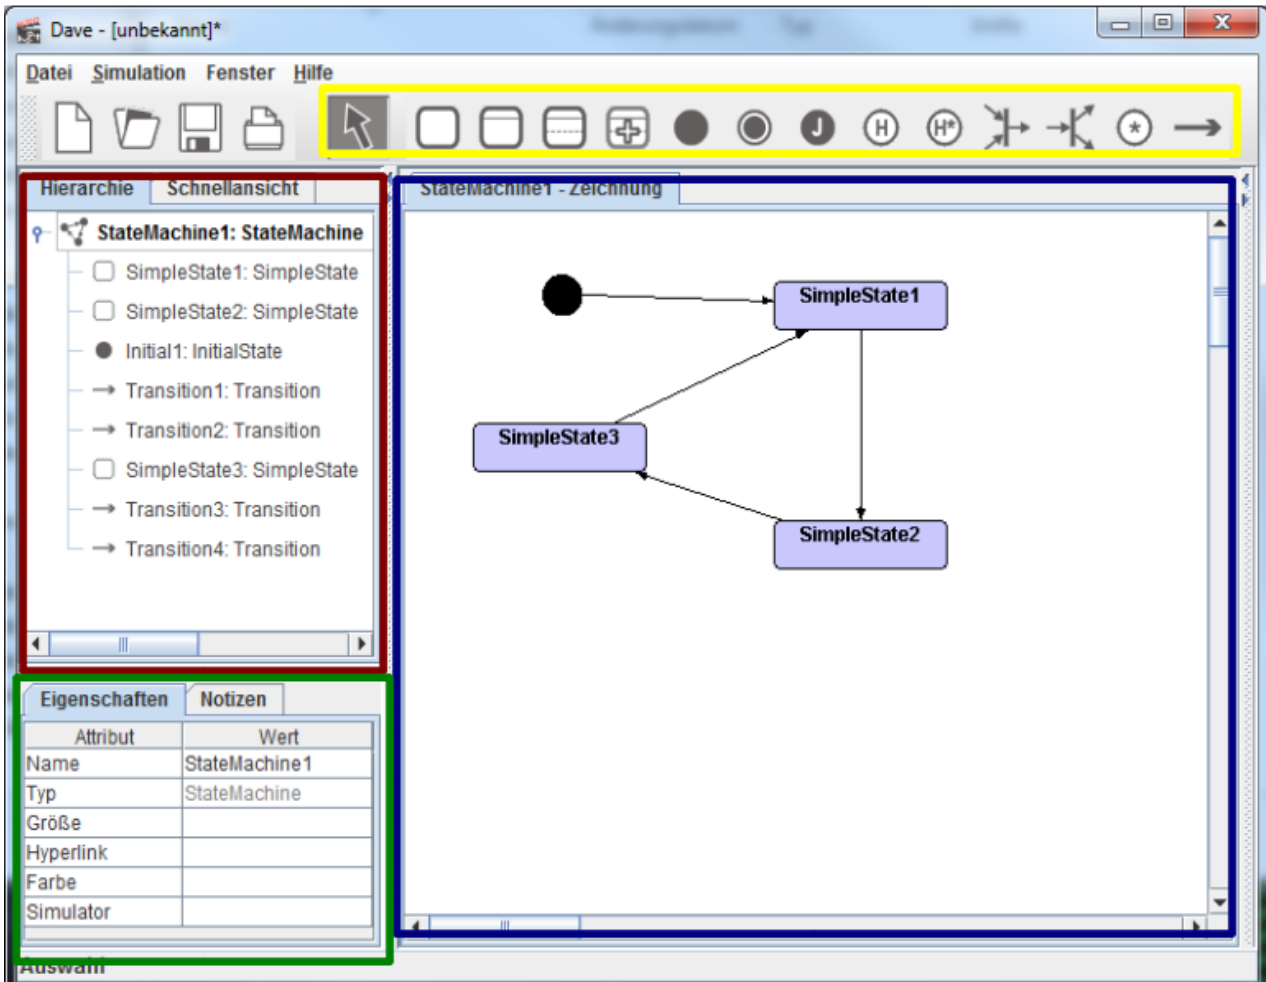 Dave - [unbekannt]*
Datei Simulation Fenster Hilfe
J H H* *
Hierarchie Schnellansicht
StateMachine1: StateMachine
SimpleState1: SimpleState
SimpleState2: SimpleState
Initial1: InitialState
Transition1: Transition
Transition2: Transition
SimpleState3: SimpleState
Transition3: Transition
Transition4: Transition
Eigenschaften Notizen
Attribut Wert
Name StateMachine1
Typ StateMachine
Größe
Hyperlink
Farbe
Simulator
Auswahl
StateMachine1 - Zeichnung
SimpleState1
SimpleState3
SimpleState2